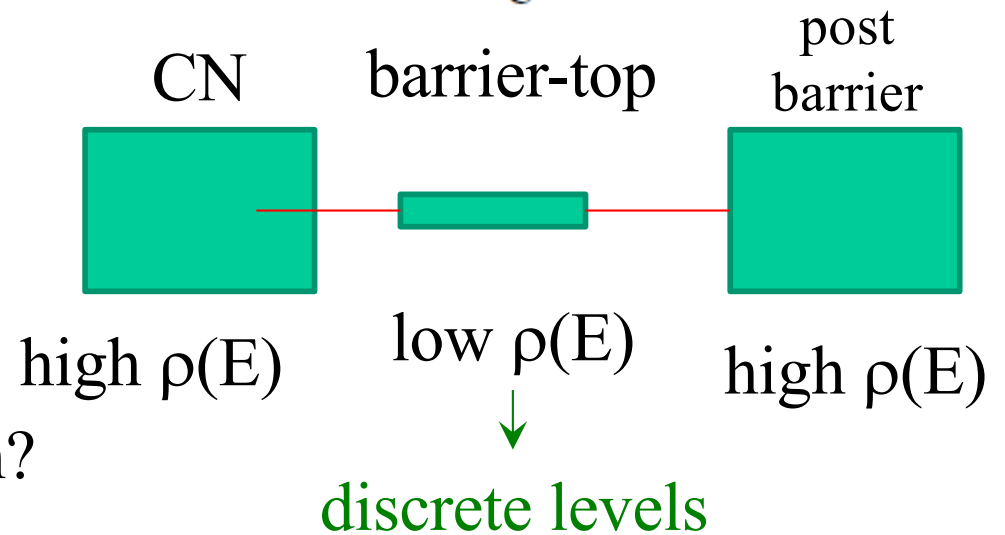 CN
barrier-top
post
barrier
high ρ(E)
low ρ(E)
high ρ(E)
?
discrete levels